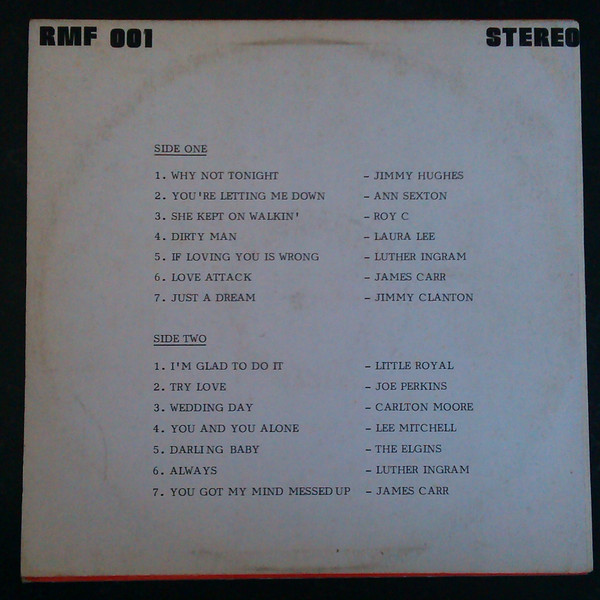 RMF 001 STEREO
SIDE ONE
1. WHY NOT TONIGHT - JIMMY HUGHES
2. YOU'RE LETTING ME DOWN - ANN SEXTON
3. SHE KEPT ON WALKIN' - ROY C
4. DIRTY MAN - LAURA LEE
5. IF LOVING YOU IS WRONG - LUTHER INGRAM
6. LOVE ATTACK - JAMES CARR
7. JUST A DREAM - JIMMY CLANTON
SIDE TWO
1. I'M GLAD TO DO IT - LITTLE ROYAL
2. TRY LOVE - JOE PERKINS
3. WEDDING DAY - CARLTON MOORE
4. YOU AND YOU ALONE - LEE MITCHELL
5. DARLING BABY - THE ELGINS
6. ALWAYS - LUTHER INGRAM
7. YOU GOT MY MIND MESSED UP - JAMES CARR